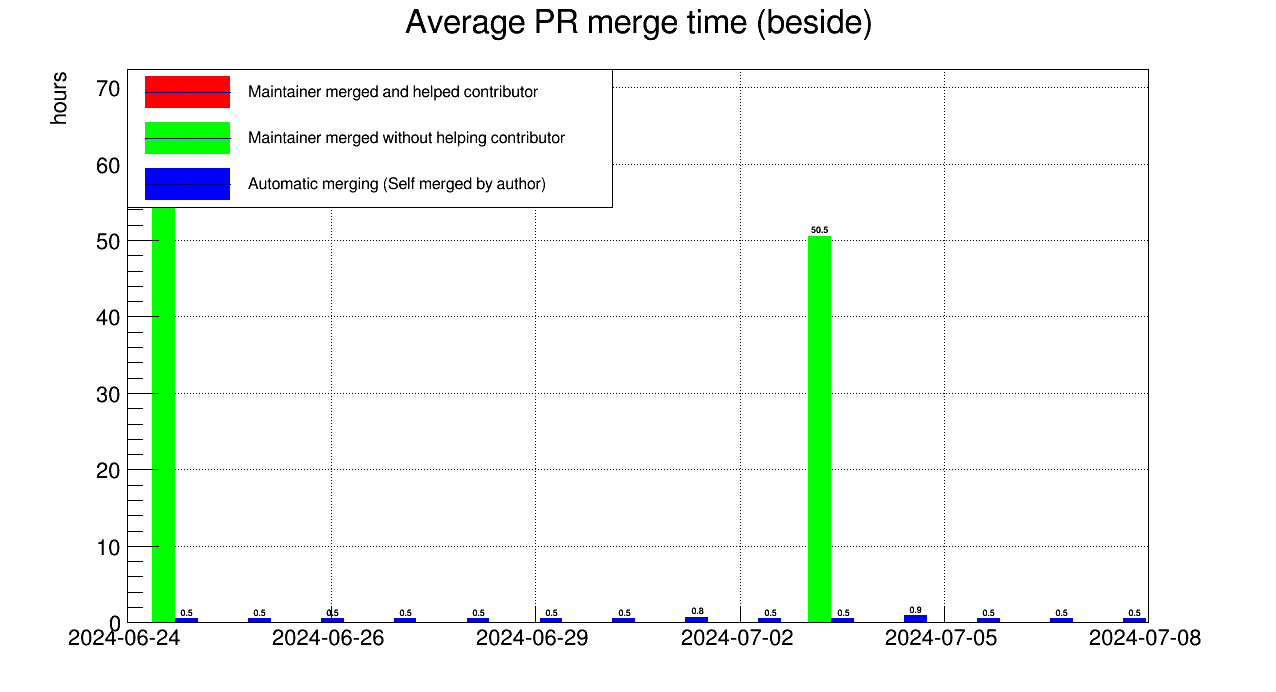 Average PR merge time (beside)
hours
70
60
50
40
30
20
10
0
Maintainer merged and helped contributor
Maintainer merged without helping contributor
Automatic merging (Self merged by author)
50.5
0.5 0.5 0.5 0.5 0.5 0.5 0.5 0.8 0.5 0.5 0.9 0.5 0.5 0.5
2024-06-24 2024-06-26 2024-06-29 2024-07-02 2024-07-05 2024-07-08